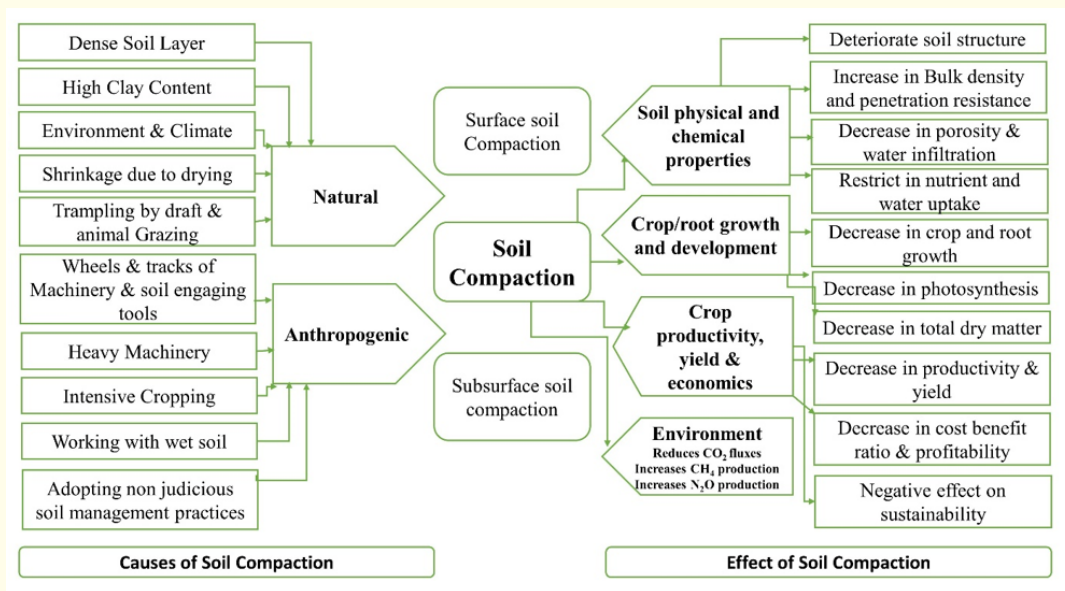 Dense Soil Layer
High Clay Content
Environment & Climate
Shrinkage due to drying
Trampling by draft &
animal Grazing
Wheels & tracks of
Machinery & soil engaging
tools
Heavy Machinery
Intensive Cropping
Working with wet soil
Adopting non judicious
soil management practices
Natural
Anthropogenic
Surface soil
Compaction
Soil
Compaction
Subsurface soil
compaction
Soil physical and
chemical
properties
Crop/root growth
and development
Crop
productivity,
yield &
economics
Environment
Reduces CO₂ fluxes
Increases CH₄ production
Increases N₂O production
Deteriorate soil structure
Increase in Bulk density
and penetration resistance
Decrease in porosity &
water infiltration
Restrict in nutrient and
water uptake
Decrease in crop and root
growth
Decrease in photosynthesis
Decrease in total dry matter
Decrease in productivity &
yield
Decrease in cost benefit
ratio & profitability
Negative effect on
sustainability
Causes of Soil Compaction
Effect of Soil Compaction